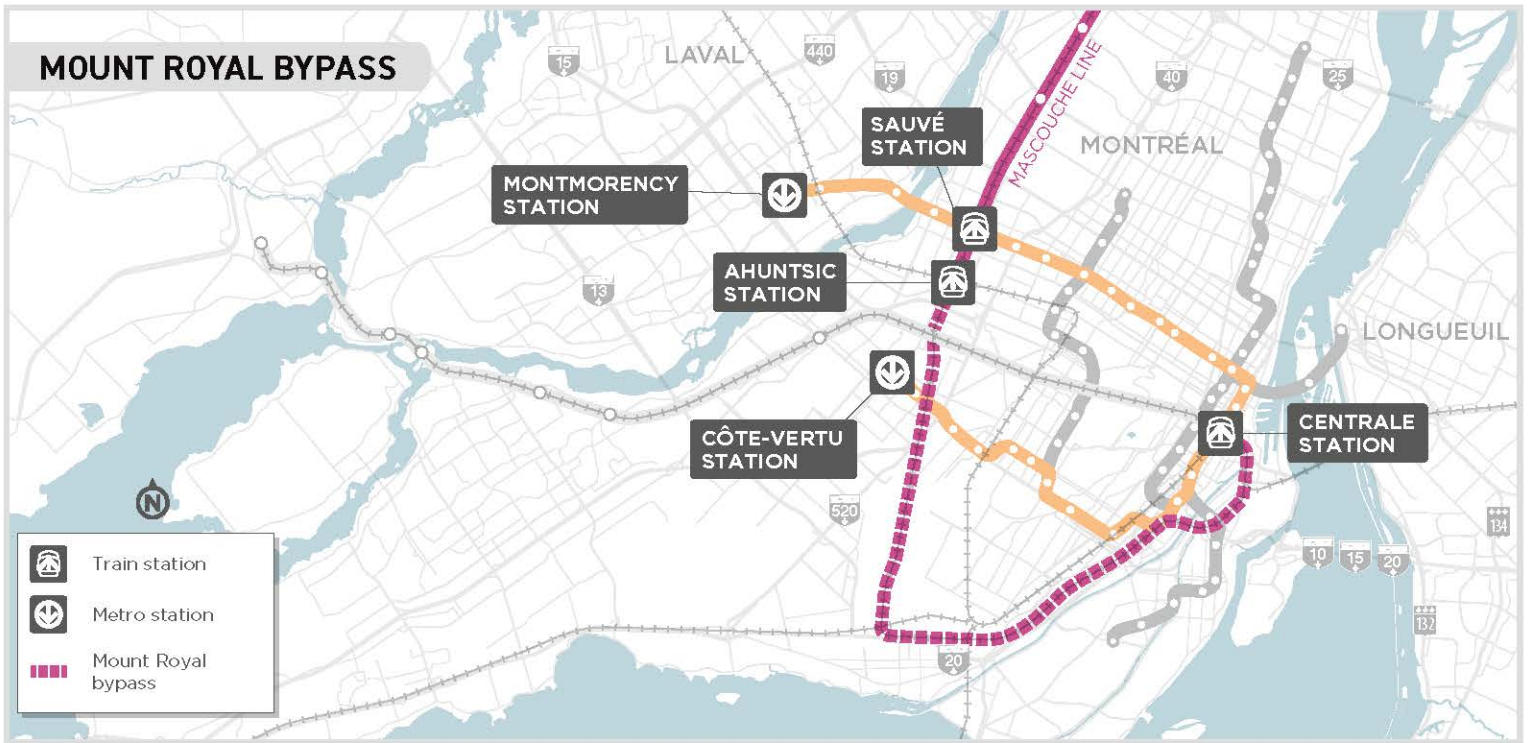 MOUNT ROYAL BYPASS
15
LAVAL
440
19
MASCOUCHE LINE
40
25
SAUVÉ
STATION
MONTRÉAL
MONTMORENCY
STATION
AHUNTSIC
STATION
13
LONGUEUIL
CÔTE-VERTU
STATION
CENTRALE
STATION
520
N
134
10
15
20
132
20
Train station
Metro station
Mount Royal
bypass